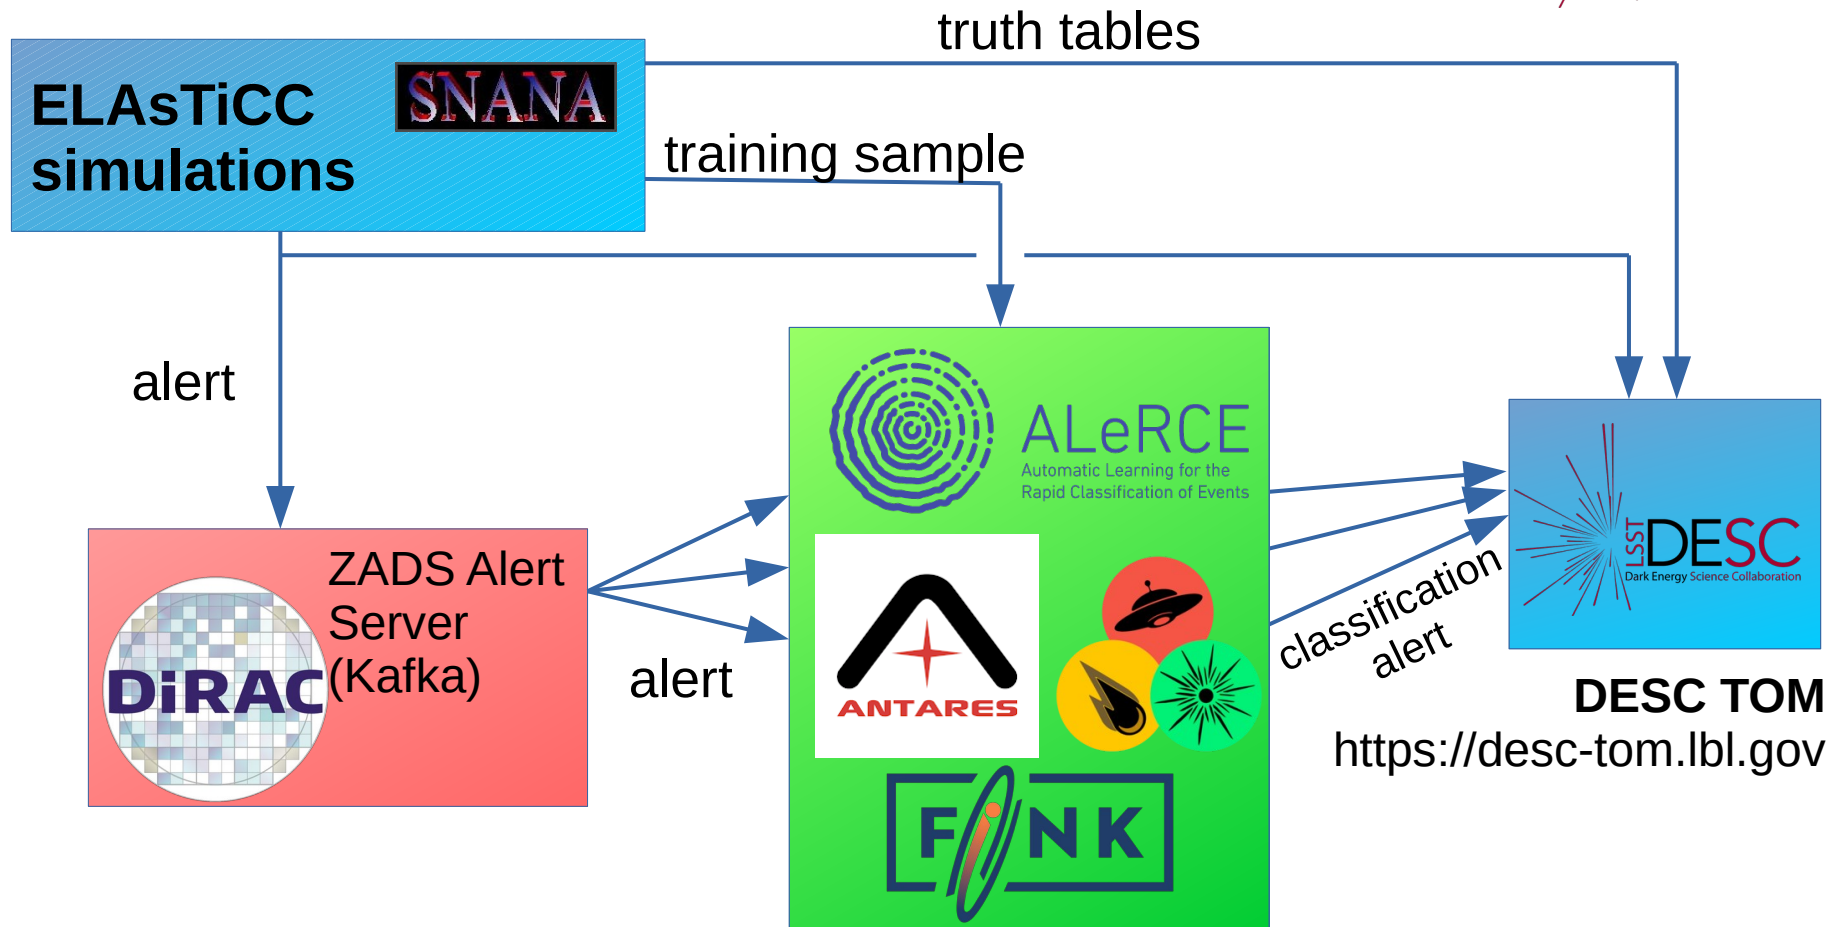 truth tables
ELAsTiCC
simulations
SNANA
training sample
alert
ALeRCE
Automatic Learning for the
Rapid Classification of Events
ZADS Alert
Server
(Kafka)
DiRAC
alert
ANTARES
FINK
classification
alert
LSST
DESC
Dark Energy Science Collaboration
DESC TOM
https://desc-tom.lbl.gov